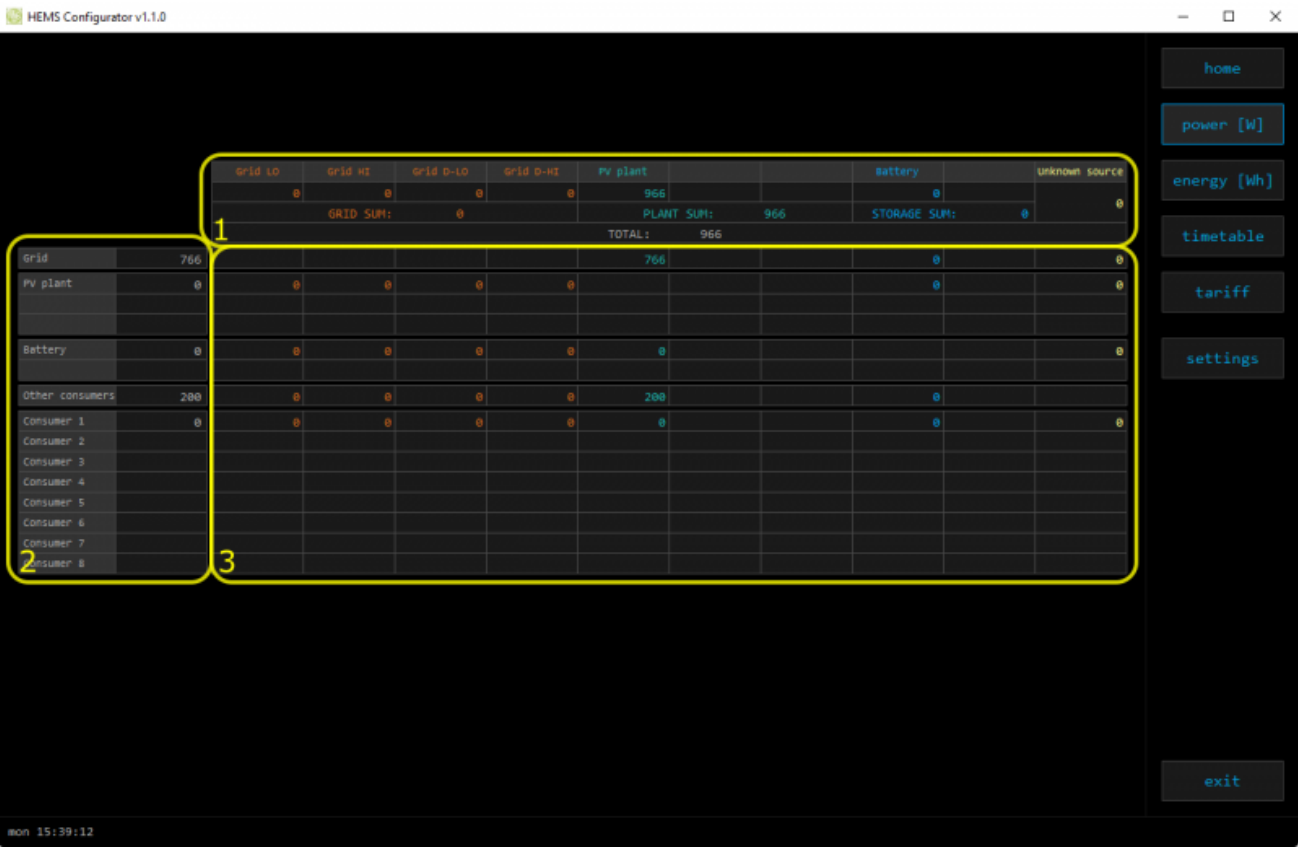 HEMS Configurator v1.1.0
home
power [W]
energy [Wh]
timetable
tariff
settings
exit
Grid LO Grid HI Grid D-LO Grid D-HI PV plant Battery Unknown source
0 0 0 0 966 0 0
GRID SUM: 0 PLANT SUM: 966 STORAGE SUM: 0
1 TOTAL: 966
Grid 766 766 0 0
PV plant 0 0 0 0 0 0 0
Battery 0 0 0 0 0 0 0
Other consumers 200 0 0 0 0 200 0
Consumer 1 0 0 0 0 0 0 0 0
Consumer 2
Consumer 3
Consumer 4
Consumer 5
Consumer 6
Consumer 7
Consumer 8
2 3
mon 15:39:12